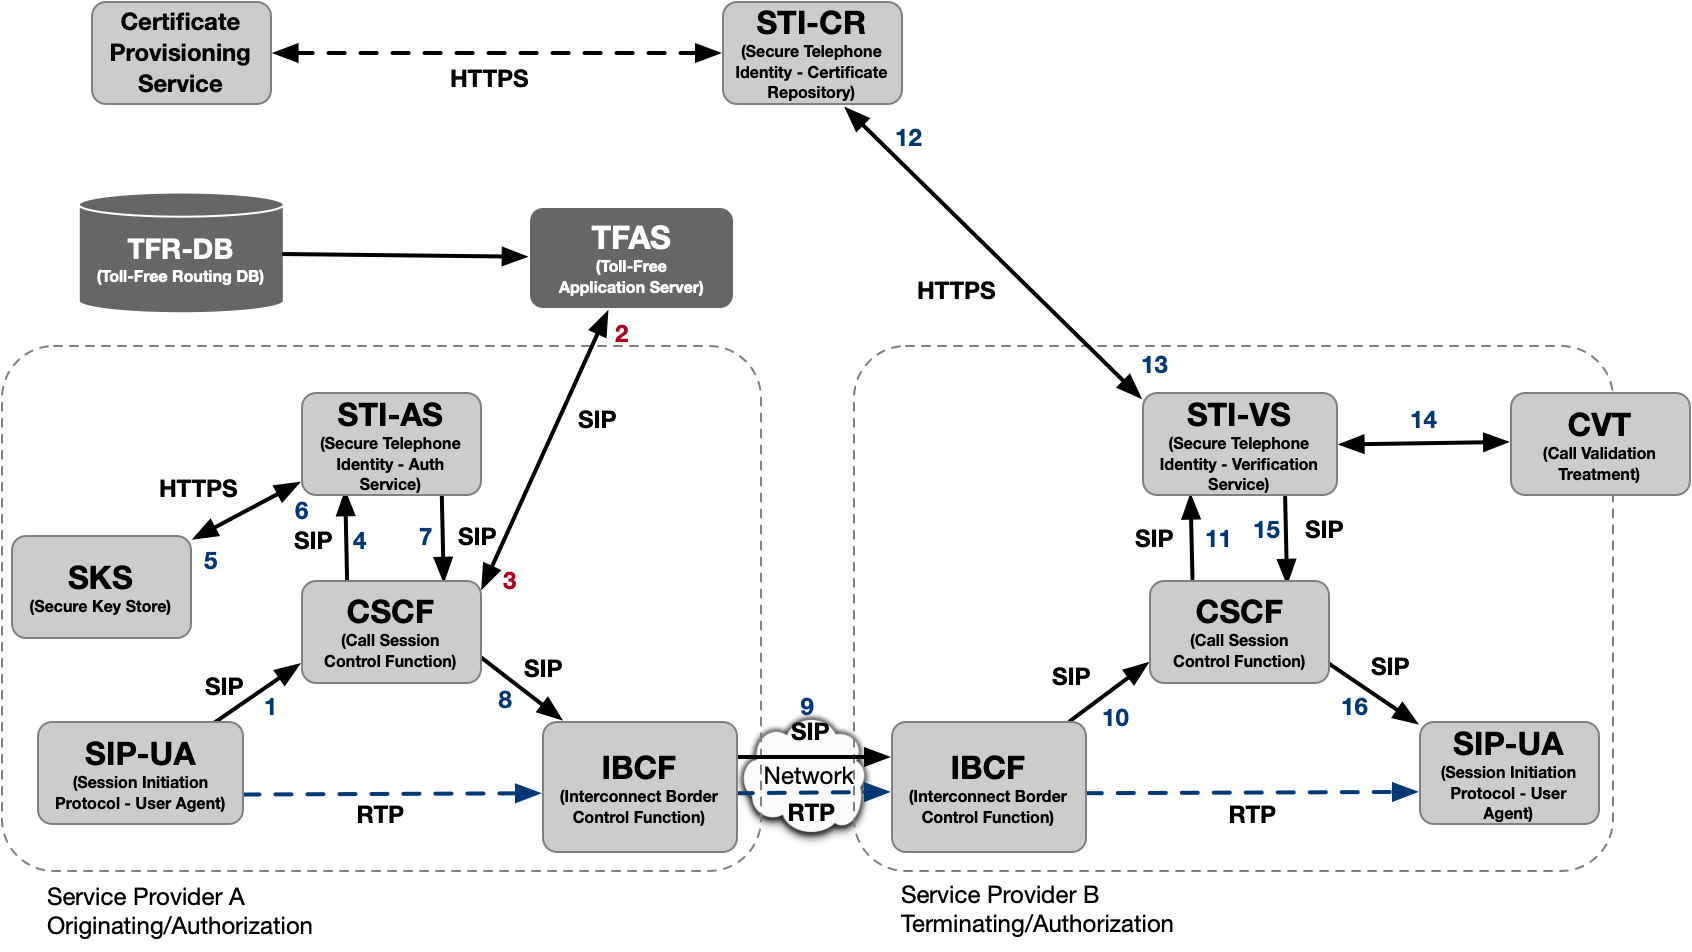 Certificate
Provisioning
Service
HTTPS
STI-CR
(Secure Telephone
Identity - Certificate
Repository)
12
TFR-DB
(Toll-Free Routing DB)
TFAS
(Toll-Free
Application Server)
2
HTTPS
13
SIP
STI-AS
(Secure Telephone
Identity - Auth
Service)
HTTPS
6
5
SIP
4
7
SIP
3
SKS
(Secure Key Store)
CSCF
(Call Session
Control Function)
SIP
1
SIP
8
SIP-UA
(Session Initiation
Protocol - User Agent)
RTP
IBCF
(Interconnect Border
Control Function)
9
SIP
Network
RTP
STI-VS
(Secure Telephone
Identity - Verification
Service)
14
CVT
(Call Validation
Treatment)
SIP
11
15
SIP
CSCF
(Call Session
Control Function)
SIP
10
SIP
16
IBCF
(Interconnect Border
Control Function)
RTP
SIP-UA
(Session Initiation
Protocol - User
Agent)
Service Provider A
Originating/Authorization
Service Provider B
Terminating/Authorization